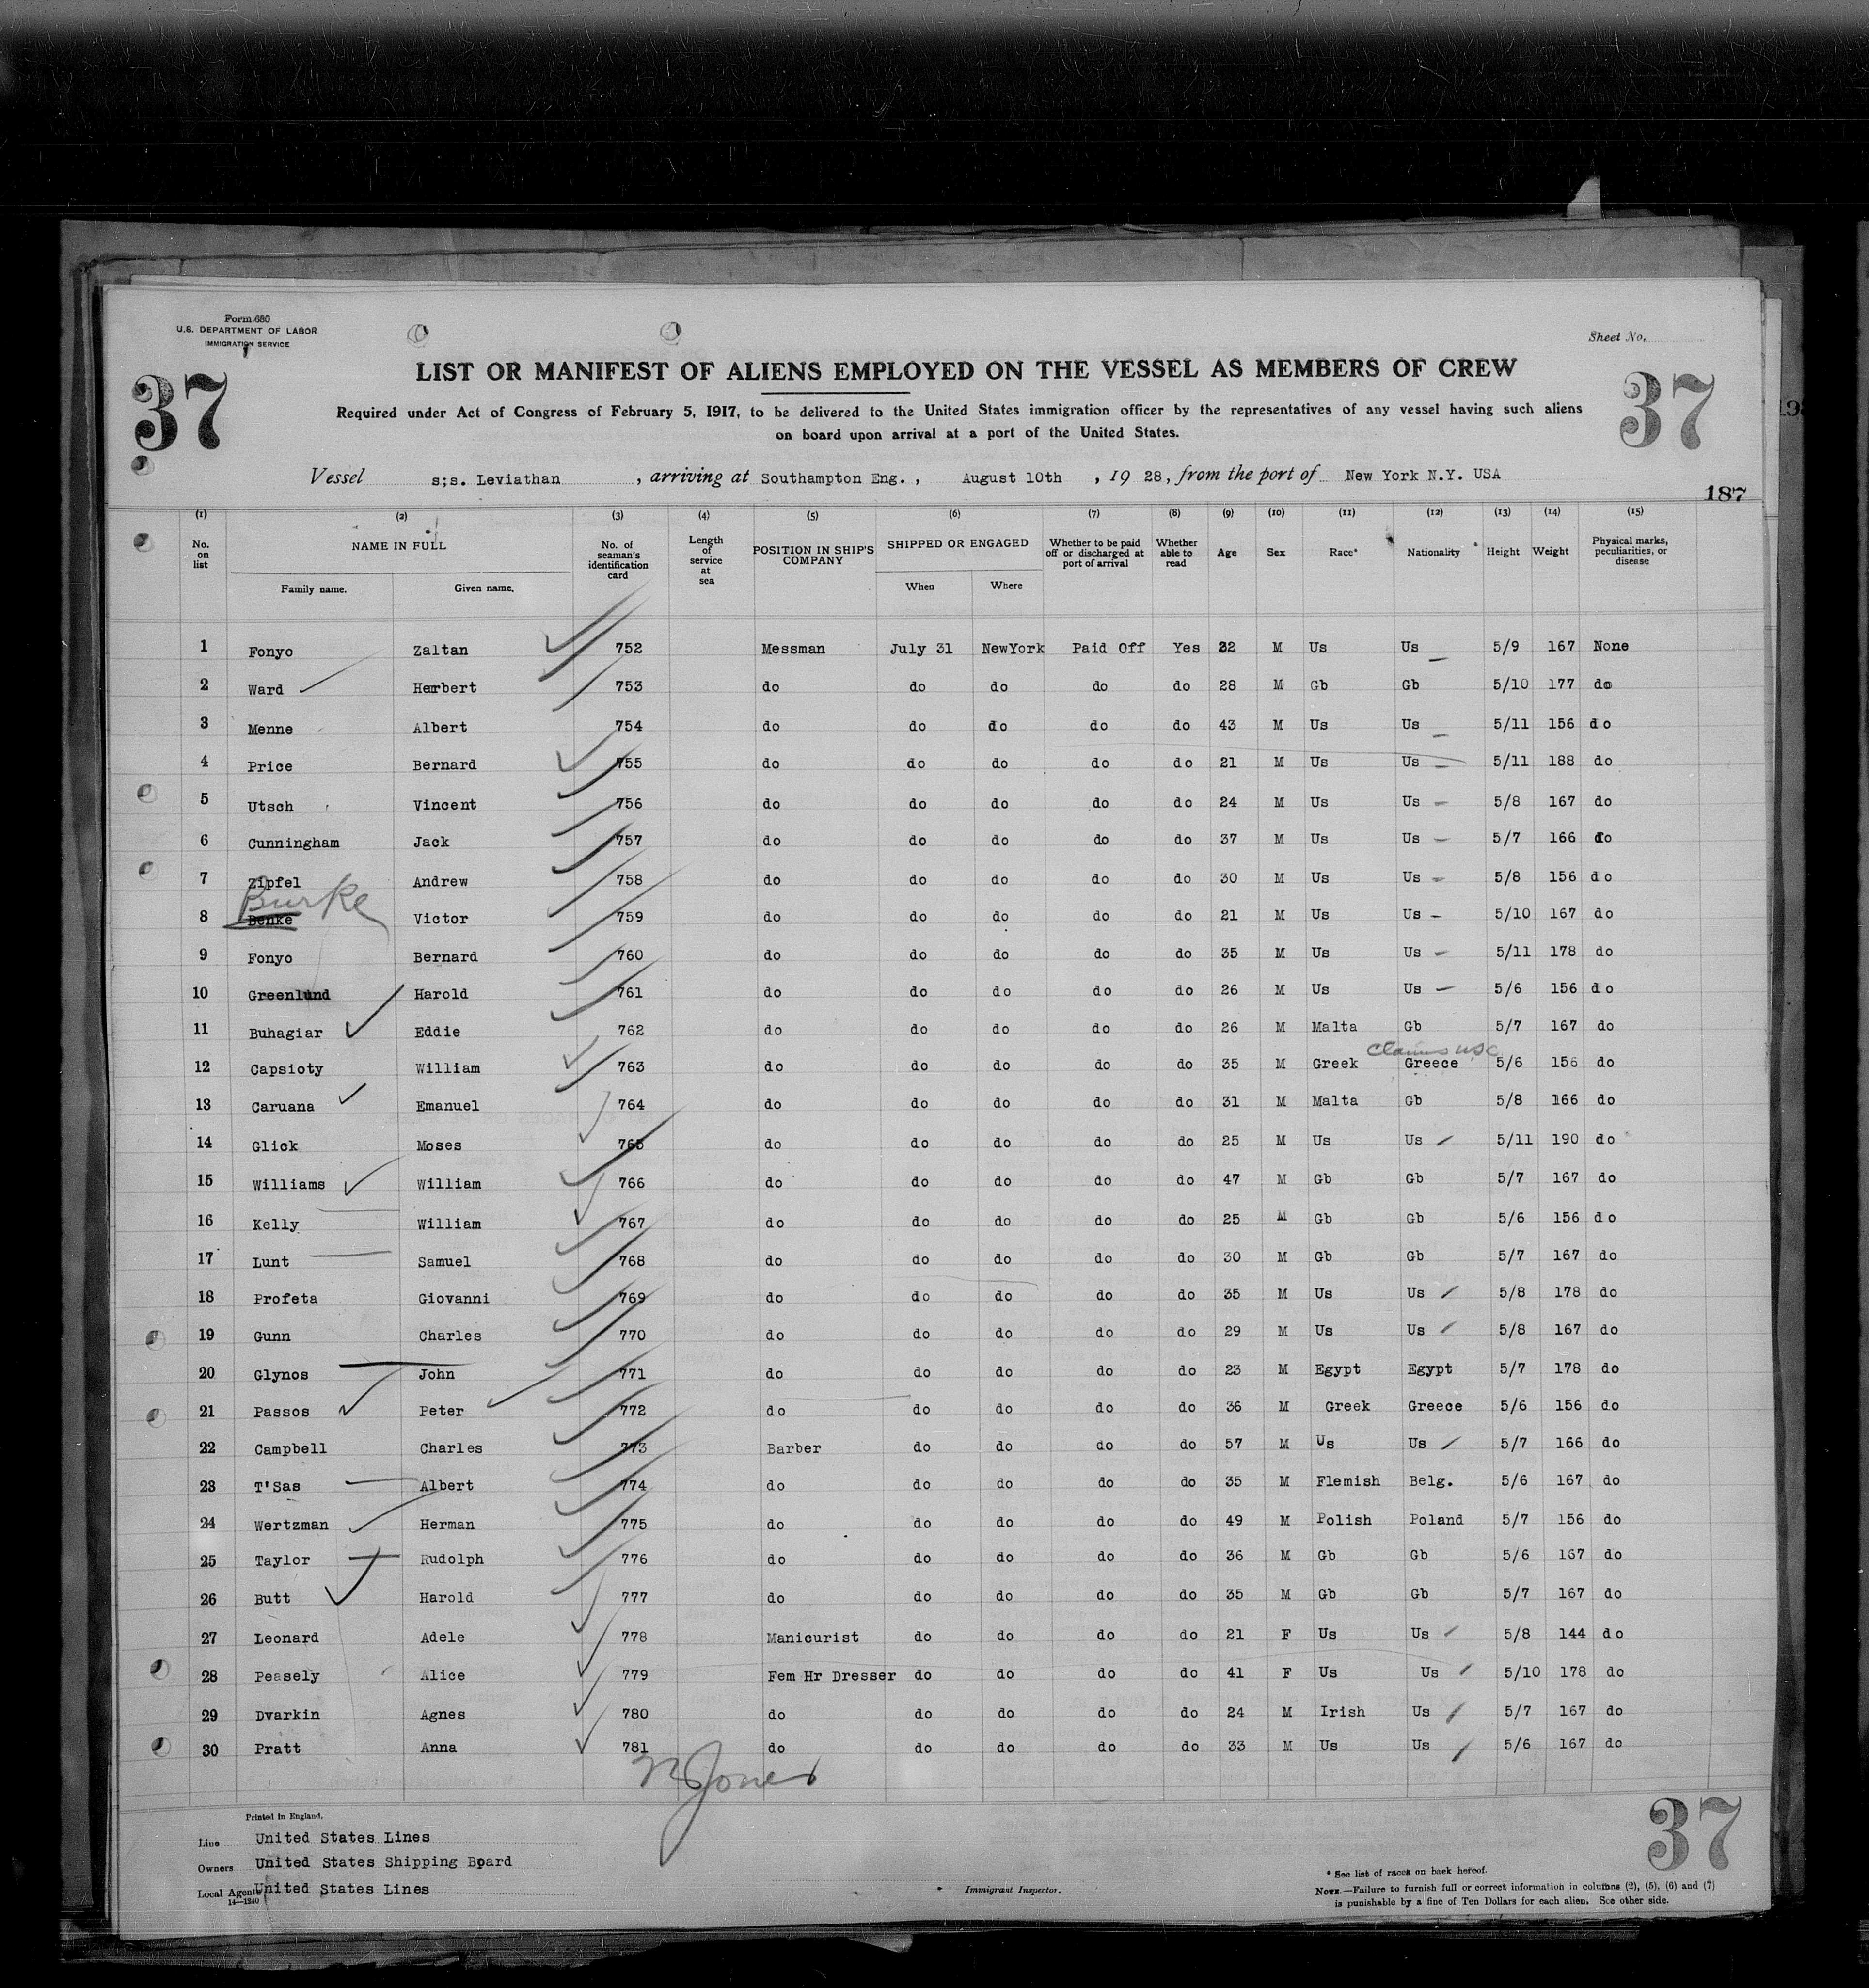 Form 686
U.S. DEPARTMENT OF LABOR
IMMIGRATION SERVICE
Sheet No.
37
37
LIST OR MANIFEST OF ALIENS EMPLOYED ON THE VESSEL AS MEMBERS OF CREW
Required under Act of Congress of February 5, 1917, to be delivered to the United States immigration officer by the representatives of any vessel having such aliens
on board upon arrival at a port of the United States.
Vessel s;s. Leviathan , arriving at Southampton Eng. , August 10th , 19 28, from the port of New York N.Y. USA
187
(1) (2) (3) (4) (5) (6) (7) (8) (9) (10) (11) (12) (13) (14) (15)
No. on list NAME IN FULL Family name. Given name. No. of seaman's identification card Length of service at sea POSITION IN SHIP'S COMPANY SHIPPED OR ENGAGED When Where Whether to be paid off or discharged at port of arrival Whether able to read Age Sex Race* Nationality Height Weight Physical marks, peculiarities, or disease
1 Fonyo Zaltan 752 Messman July 31 NewYork Paid Off Yes 32 M Us Us 5/9 167 None
2 Ward Herbert 753 do do do do do 28 M Gb Gb 5/10 177 do
3 Menne Albert 754 do do do do do 43 M Us Us 5/11 156 do
4 Price Bernard 755 do do do do do 21 M Us Us 5/11 188 do
5 Utsch Vincent 756 do do do do do 24 M Us Us 5/8 167 do
6 Cunningham Jack 757 do do do do do 37 M Us Us 5/7 166 do
7 Zipfel Andrew 758 do do do do do 30 M Us Us 5/8 156 do
Burke
8 Benke Victor 759 do do do do do 21 M Us Us 5/10 167 do
9 Fonyo Bernard 760 do do do do do 35 M Us Us 5/11 178 do
10 Greenlund Harold 761 do do do do do 26 M Us Us 5/6 156 do
11 Buhagiar Eddie 762 do do do do do 26 M Malta Gb 5/7 167 do
Claims USC
12 Capsioty William 763 do do do do do 35 M Greek Greece 5/6 156 do
13 Caruana Emanuel 764 do do do do do 31 M Malta Gb 5/8 166 do
14 Glick Moses 765 do do do do do 25 M Us Us 5/11 190 do
15 Williams William 766 do do do do do 47 M Gb Gb 5/7 167 do
16 Kelly William 767 do do do do do 25 M Gb Gb 5/6 156 do
17 Lunt Samuel 768 do do do do do 30 M Gb Gb 5/7 167 do
18 Profeta Giovanni 769 do do do do do 35 M Us Us 5/8 178 do
19 Gunn Charles 770 do do do do do 29 M Us Us 5/8 167 do
20 Glynos John 771 do do do do do 23 M Egypt Egypt 5/7 178 do
21 Passos Peter 772 do do do do do 36 M Greek Greece 5/6 156 do
22 Campbell Charles 773 Barber do do do do 57 M Us Us 5/7 166 do
23 T'Sas Albert 774 do do do do do 35 M Flemish Belg. 5/6 167 do
24 Wertzman Herman 775 do do do do do 49 M Polish Poland 5/7 156 do
25 Taylor Rudolph 776 do do do do do 36 M Gb Gb 5/6 167 do
26 Butt Harold 777 do do do do do 35 M Gb Gb 5/7 167 do
27 Leonard Adele 778 Manicurist do do do do 21 F Us Us 5/8 144 do
28 Peasely Alice 779 Fem Hr Dresser do do do do 41 F Us Us 5/10 178 do
29 Dvarkin Agnes 780 do do do do do 24 M Irish Us 5/7 167 do
30 Pratt Anna 781 do do do do do 33 M Us Us 5/6 167 do
Jones
Printed in England.
Line United States Lines
Owners United States Shipping Board
Local Agents United States Lines
14—1240
Immigrant Inspector.
37
* See list of races on back hereof.
NOTE.—Failure to furnish full or correct information in columns (2), (5), (6) and (7)
is punishable by a fine of Ten Dollars for each alien. See other side.